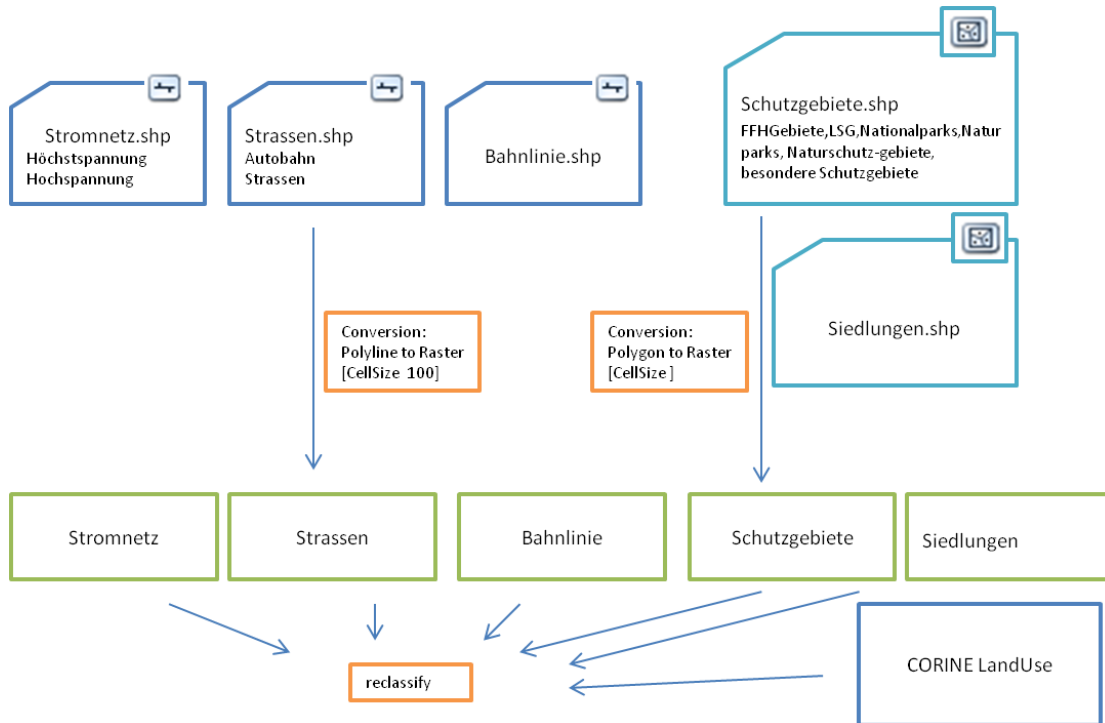 Stromnetz.shp
Höchstspannung
Hochspannung
Strassen.shp
Autobahn
Strassen
Bahnlinie.shp
Schutzgebiete.shp
FFHGebiete,LSG,Nationalparks,Natur
parks, Naturschutz-gebiete,
besondere Schutzgebiete
Siedlungen.shp
Conversion:
Polyline to Raster
[CellSize 100]
Conversion:
Polygon to Raster
[CellSize ]
Stromnetz
Strassen
Bahnlinie
Schutzgebiete
Siedlungen
reclassify
CORINE LandUse